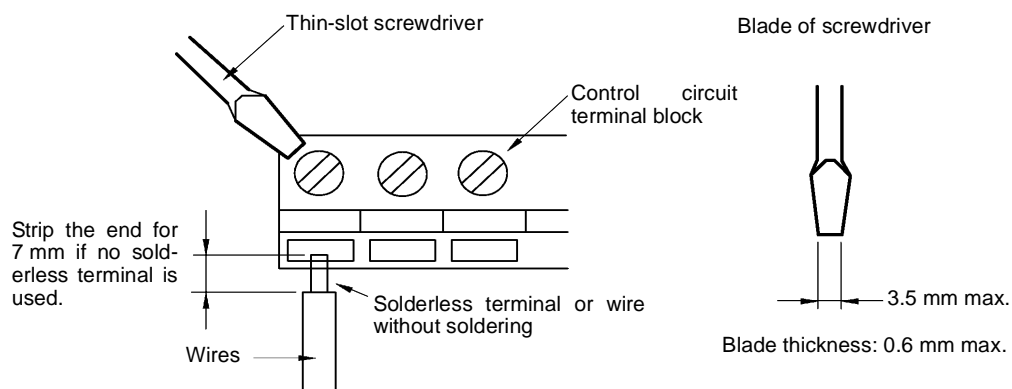 Thin-slot screwdriver
Blade of screwdriver
Control circuit
terminal block
Strip the end for
7 mm if no sold-
erless terminal is
used.
Solderless terminal or wire
without soldering
Wires
3.5 mm max.
Blade thickness: 0.6 mm max.